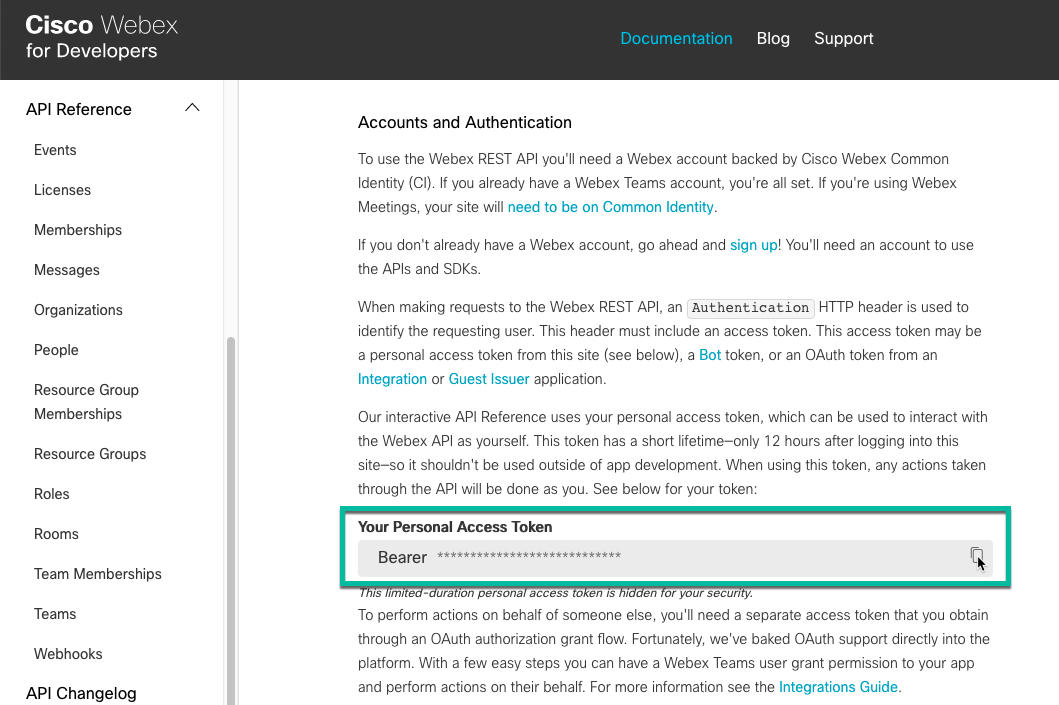 Cisco Webex
for Developers
Documentation Blog Support
API Reference
Events
Licenses
Memberships
Messages
Organizations
People
Resource Group
Memberships
Resource Groups
Roles
Rooms
Team Memberships
Teams
Webhooks
API Changelog
Accounts and Authentication
To use the Webex REST API you'll need a Webex account backed by Cisco Webex Common
Identity (CI). If you already have a Webex Teams account, you're all set. If you're using Webex
Meetings, your site will need to be on Common Identity.
If you don't already have a Webex account, go ahead and sign up! You'll need an account to use
the APIs and SDKs.
When making requests to the Webex REST API, an Authentication HTTP header is used to
identify the requesting user. This header must include an access token. This access token may be
a personal access token from this site (see below), a Bot token, or an OAuth token from an
Integration or Guest Issuer application.
Our interactive API Reference uses your personal access token, which can be used to interact with
the Webex API as yourself. This token has a short lifetime—only 12 hours after logging into this
site—so it shouldn't be used outside of app development. When using this token, any actions taken
through the API will be done as you. See below for your token:
Your Personal Access Token
Bearer ****************************
This limited-duration personal access token is hidden for your security.
To perform actions on behalf of someone else, you'll need a separate access token that you obtain
through an OAuth authorization grant flow. Fortunately, we've baked OAuth support directly into the
platform. With a few easy steps you can have a Webex Teams user grant permission to your app
and perform actions on their behalf. For more information see the Integrations Guide.